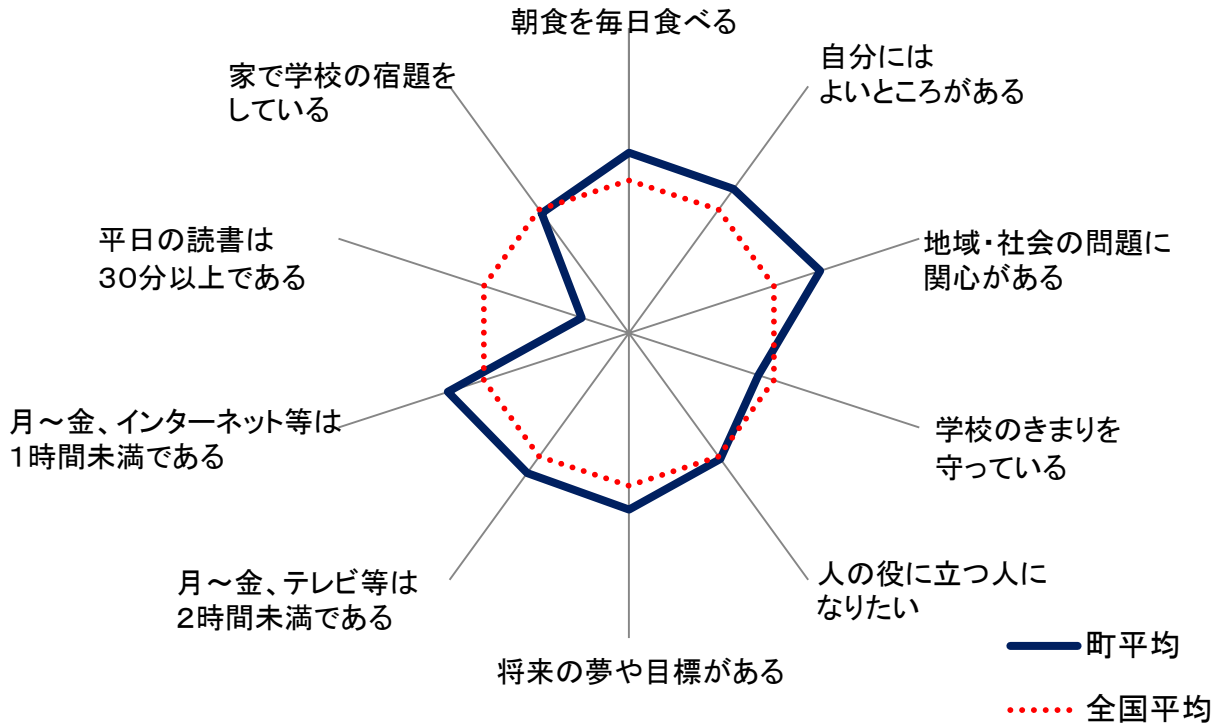 朝食を毎日食べる
自分には
よいところがある
地域・社会の問題に
関心がある
学校のきまりを
守っている
人の役に立つ人に
なりたい
将来の夢や目標がある
月～金、テレビ等は
２時間未満である
月～金、インターネット等は
１時間未満である
平日の読書は
３０分以上である
家で学校の宿題を
している
町平均
全国平均